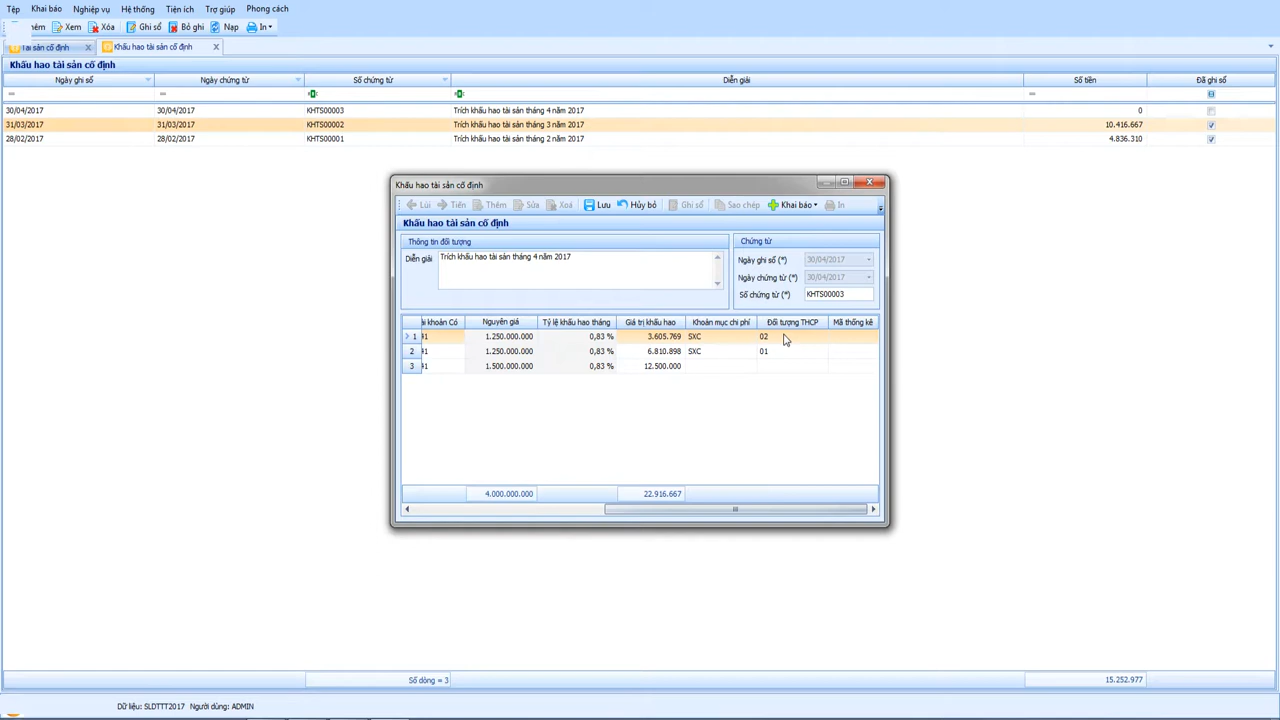 Tệp Khai báo Nghiệp vụ Hệ thống Tiện ích Trợ giúp Phong cách
Xem Xóa Ghi sổ Bỏ ghi Nạp In
Tài sản cố định Khấu hao tài sản cố định
Khấu hao tài sản cố định
Ngày ghi sổ Ngày chứng từ Số chứng từ Diễn giải Số tiền Đã ghi sổ
30/04/2017 30/04/2017 KHTS00003 Trích khấu hao tài sản tháng 4 năm 2017 0
31/03/2017 31/03/2017 KHTS00002 Trích khấu hao tài sản tháng 3 năm 2017 10.416.667
28/02/2017 28/02/2017 KHTS00001 Trích khấu hao tài sản tháng 2 năm 2017 4.836.310
Khấu hao tài sản cố định
Lùi Tiến Thêm Sửa Xoá Lưu Hủy bỏ Ghi sổ Sao chép Khai báo In
Khấu hao tài sản cố định
Thông tin đối tượng
Diễn giải Trích khấu hao tài sản tháng 4 năm 2017
Chứng từ
Ngày ghi sổ (*) 30/04/2017
Ngày chứng từ (*) 30/04/2017
Số chứng từ (*) KHTS00003
ài khoản Có Nguyên giá Tỷ lệ khấu hao tháng Giá trị khấu hao Khoản mục chi phí Đối tượng THCP Mã thống kê
1 41 1.250.000.000 0,83 % 3.605.769 SXC 02
2 41 1.250.000.000 0,83 % 6.810.898 SXC 01
3 41 1.500.000.000 0,83 % 12.500.000
4.000.000.000 22.916.667
Số dòng = 3 15.252.977
Dữ liệu: SLDTTT2017 Người dùng: ADMIN